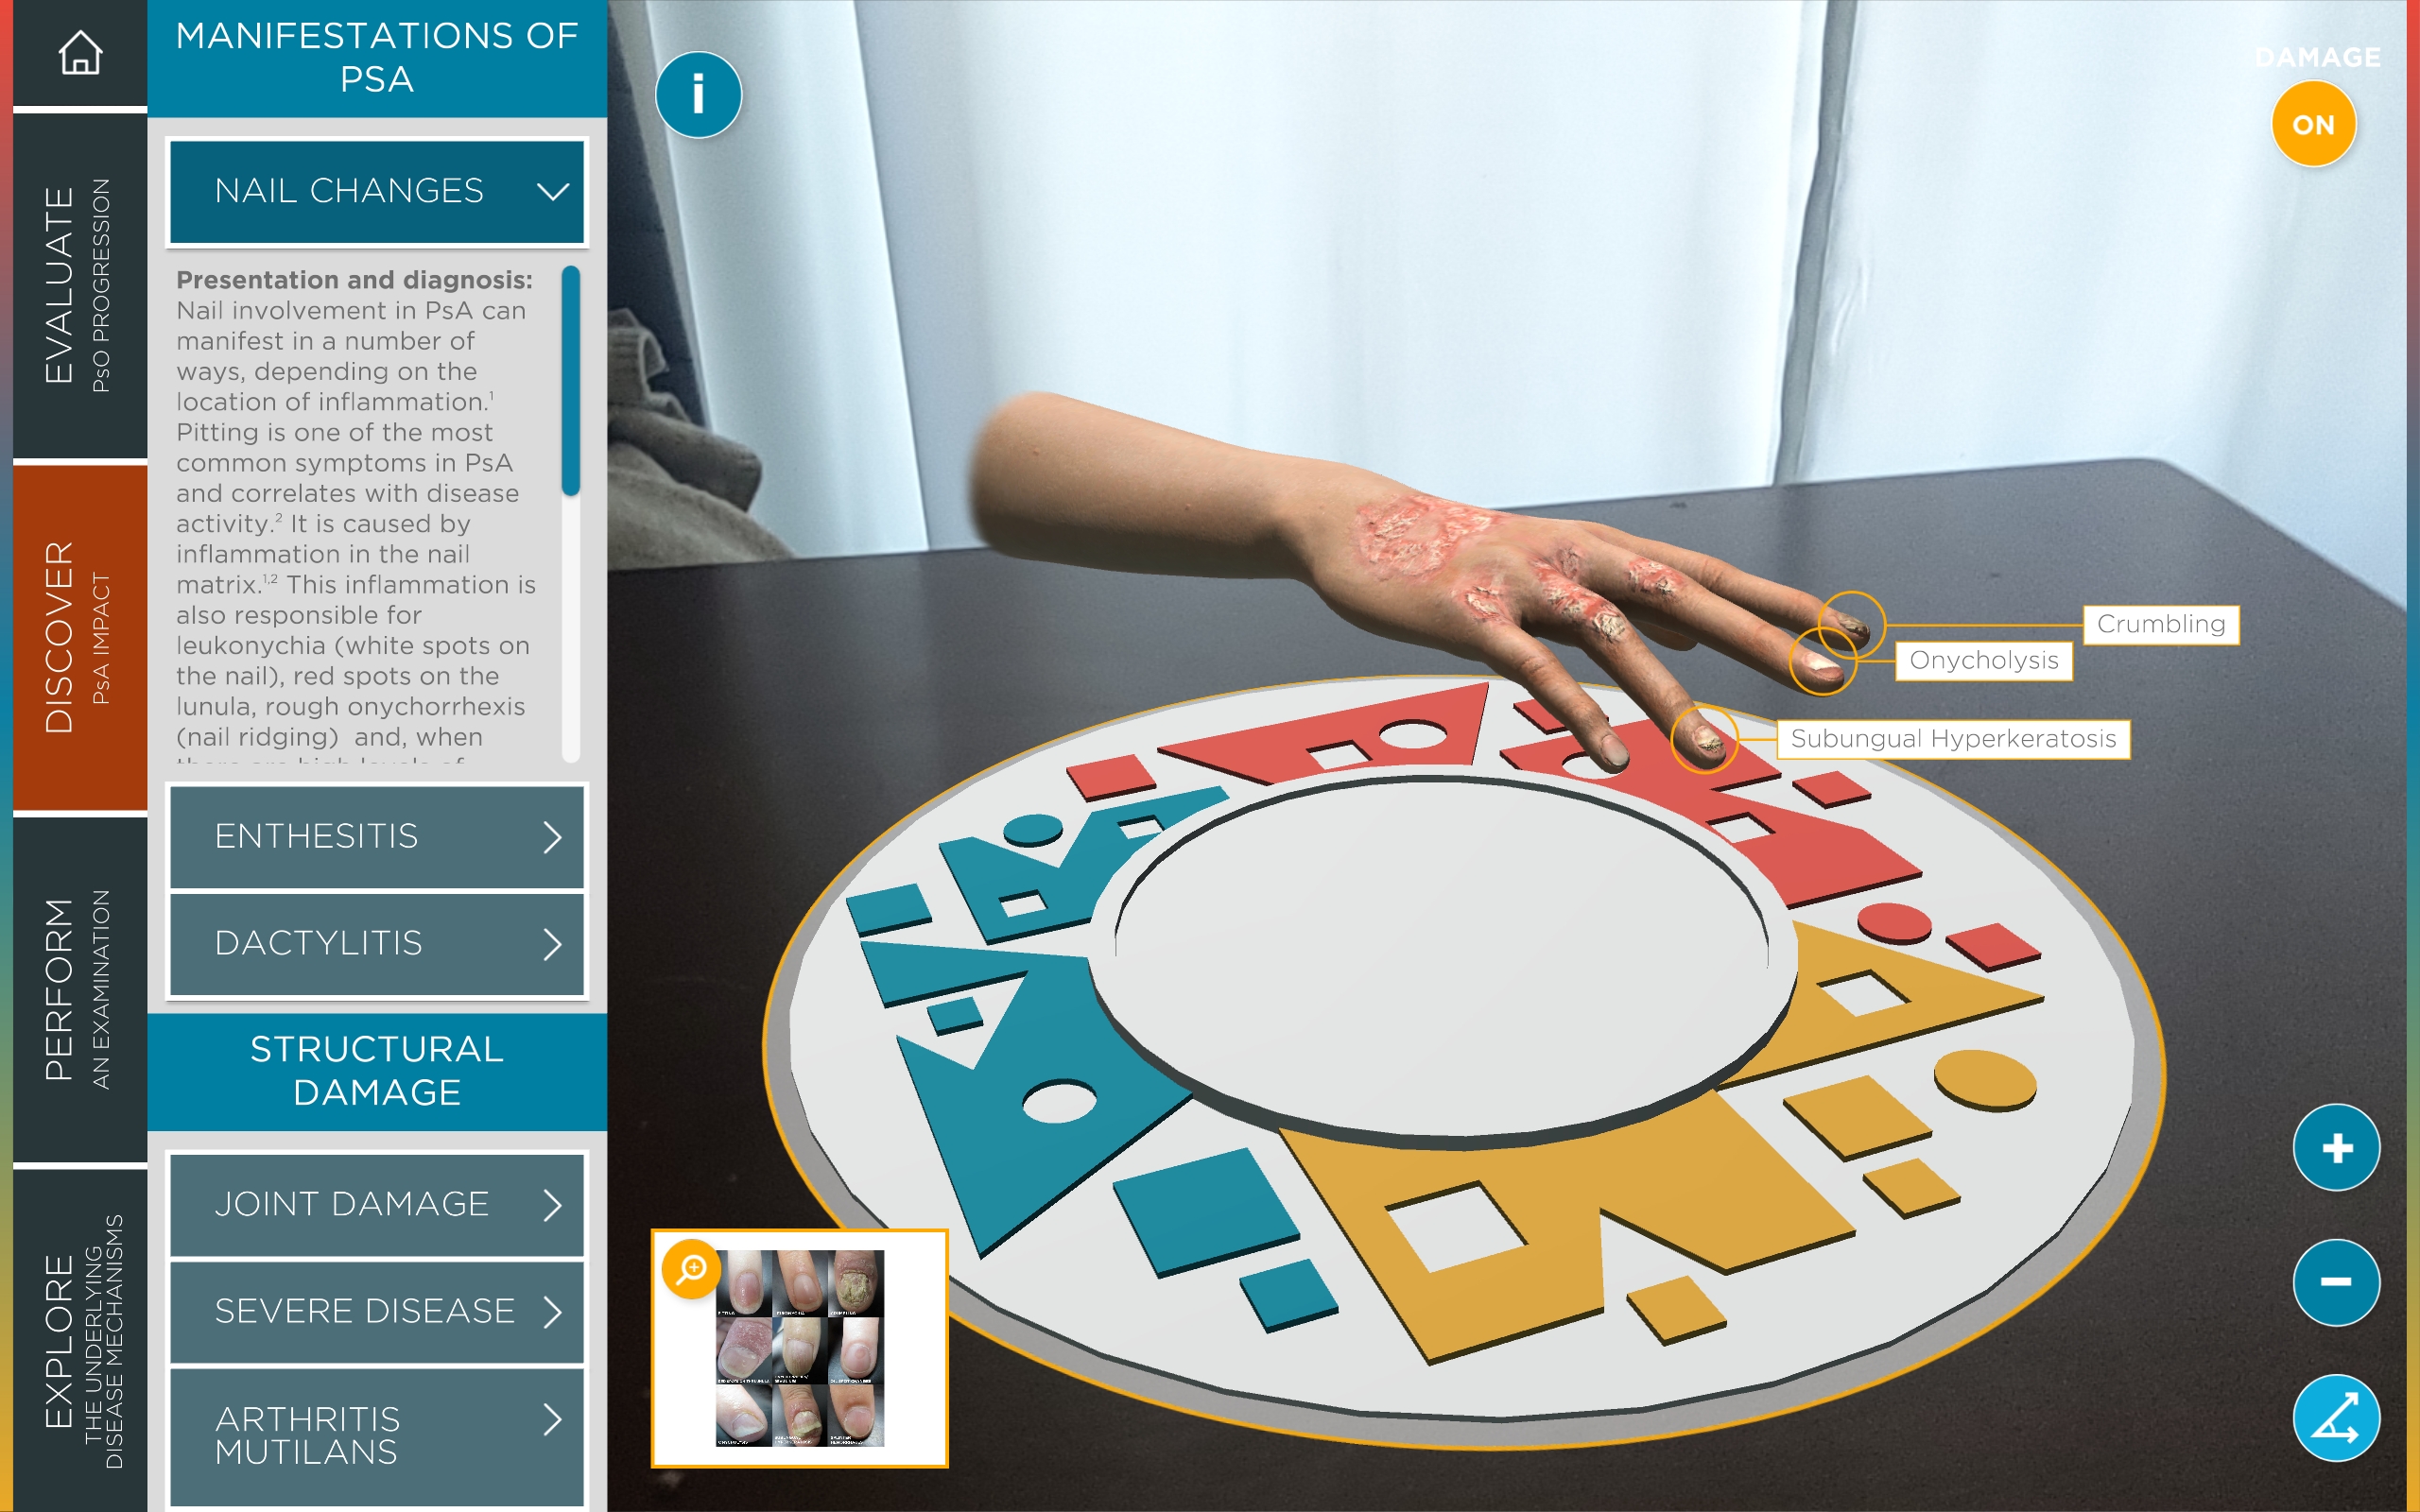 MANIFESTATIONS OF
PSA
NAIL CHANGES
Presentation and diagnosis:
Nail involvement in PsA can
manifest in a number of
ways, depending on the
location of inflammation.¹
Pitting is one of the most
common symptoms in PsA
and correlates with disease
activity.² It is caused by
inflammation in the nail
matrix.¹,² This inflammation is
also responsible for
leukonychia (white spots on
the nail), red spots on the
lunula, rough onychorrhexis
(nail ridging) and, when
there are high levels of
ENTHESITIS
DACTYLITIS
STRUCTURAL
DAMAGE
JOINT DAMAGE
SEVERE DISEASE
ARTHRITIS
MUTILANS
EVALUATE
PsO PROGRESSION
DISCOVER
PsA IMPACT
PERFORM
AN EXAMINATION
EXPLORE
THE UNDERLYING
DISEASE MECHANISMS
i
DAMAGE
ON
Crumbling
Onycholysis
Subungual Hyperkeratosis